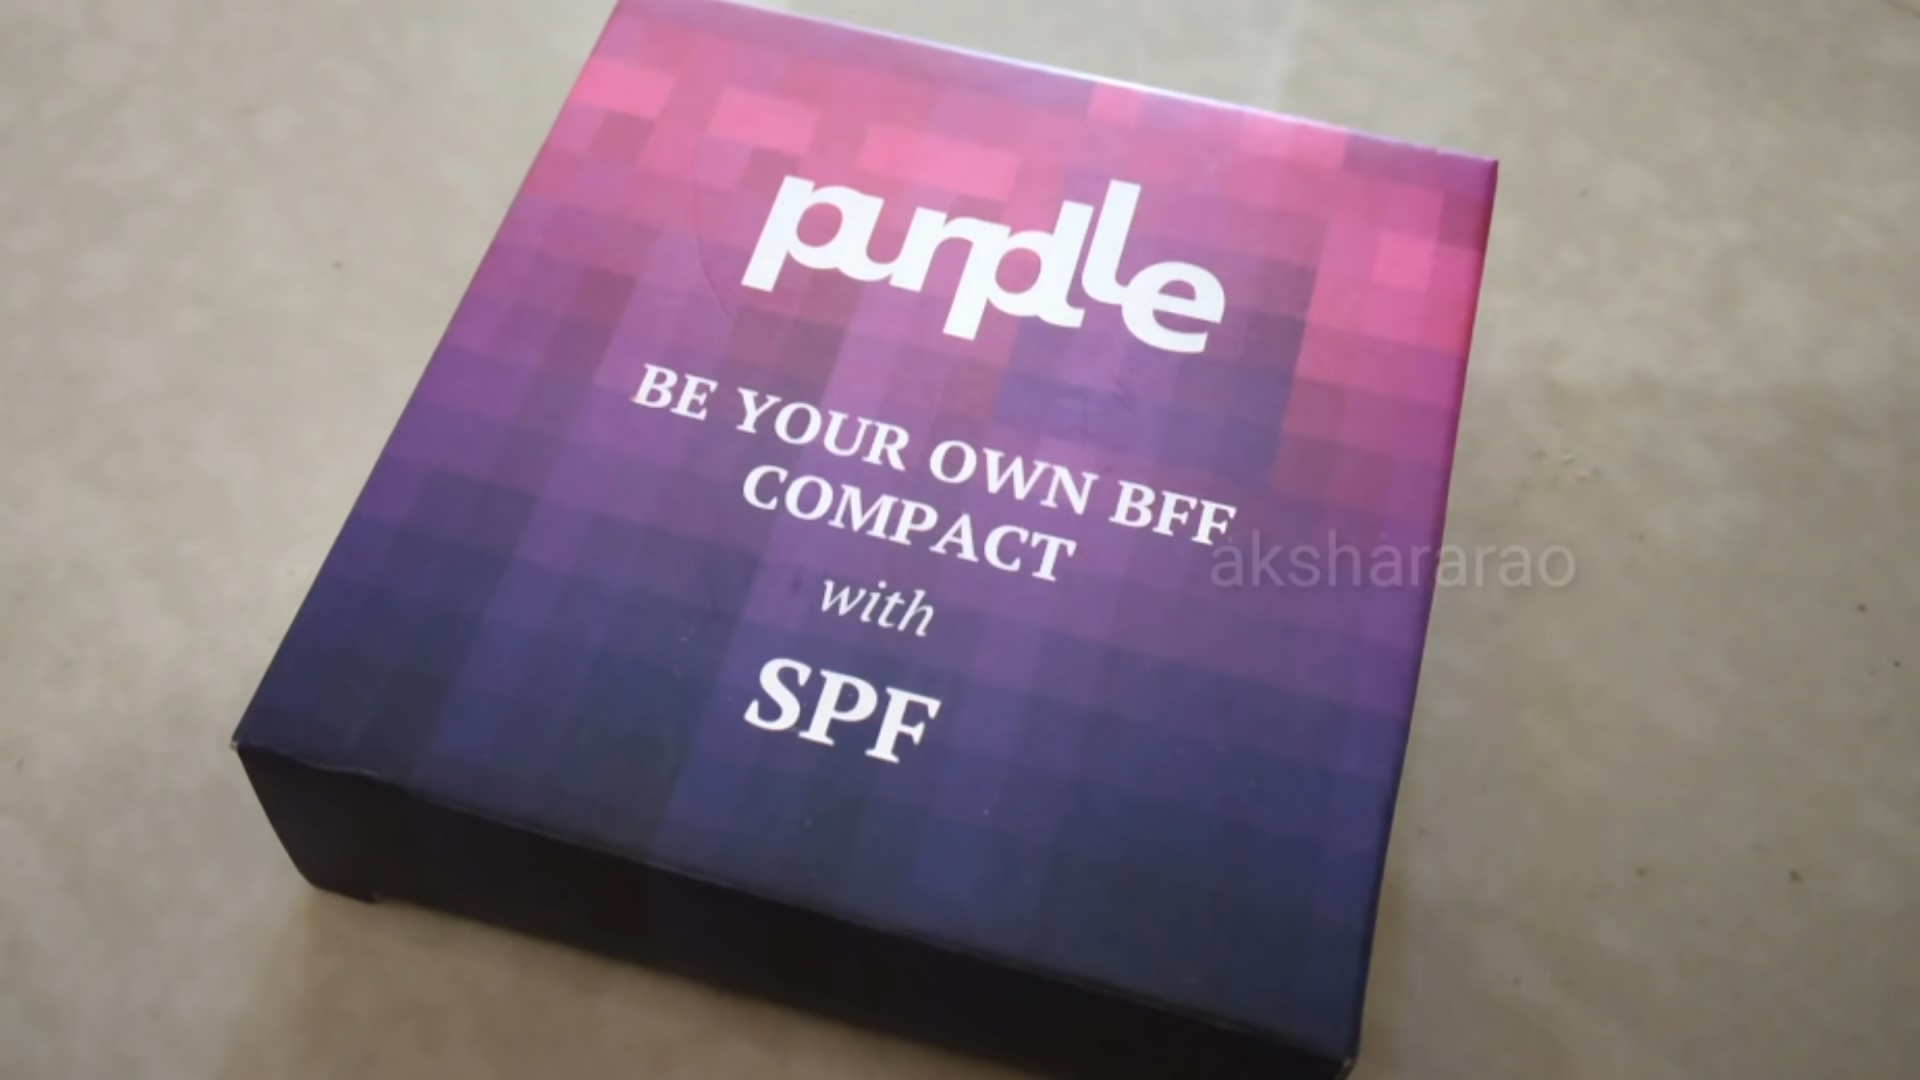 purplle
BE YOUR OWN BFF
COMPACT
with
SPF
akshararao